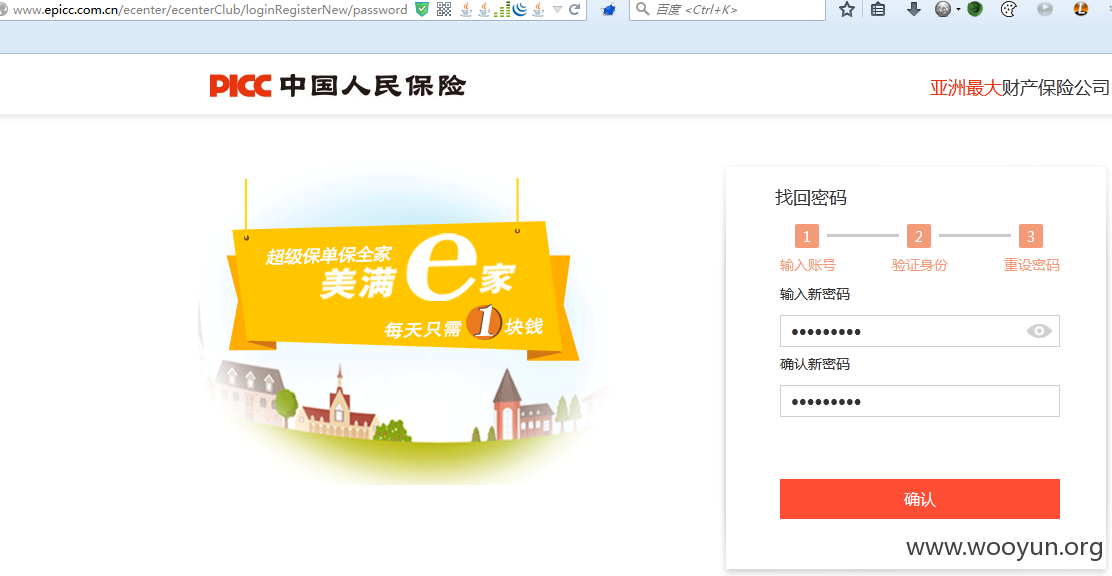 www.epicc.com.cn/ecenter/ecenterClub/loginRegisterNew/password
百度 <Ctrl+K>
PICC 中国人民保险
亚洲最大财产保险公司
超级保单保全家
美满e家
每天只需1块钱
找回密码
1 2 3
输入账号 验证身份 重设密码
输入新密码
•••••••••
确认新密码
•••••••••
确认
www.wooyun.org